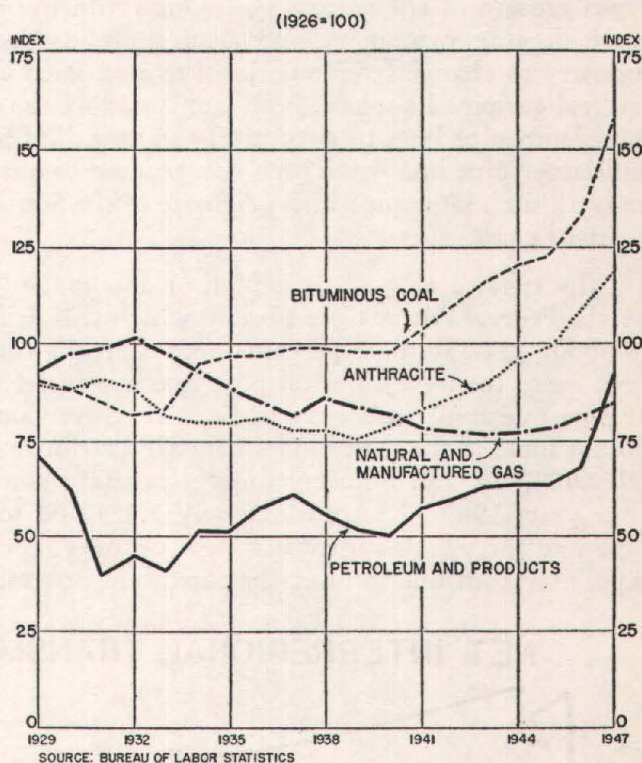 (1926=100)
INDEX INDEX
175 175
150 150
125 125
BITUMINOUS COAL
100 100
ANTHRACITE
75 75
NATURAL AND
MANUFACTURED GAS
50 50
PETROLEUM AND PRODUCTS
25 25
0 0
1929 1932 1935 1938 1941 1944 1947
SOURCE: BUREAU OF LABOR STATISTICS